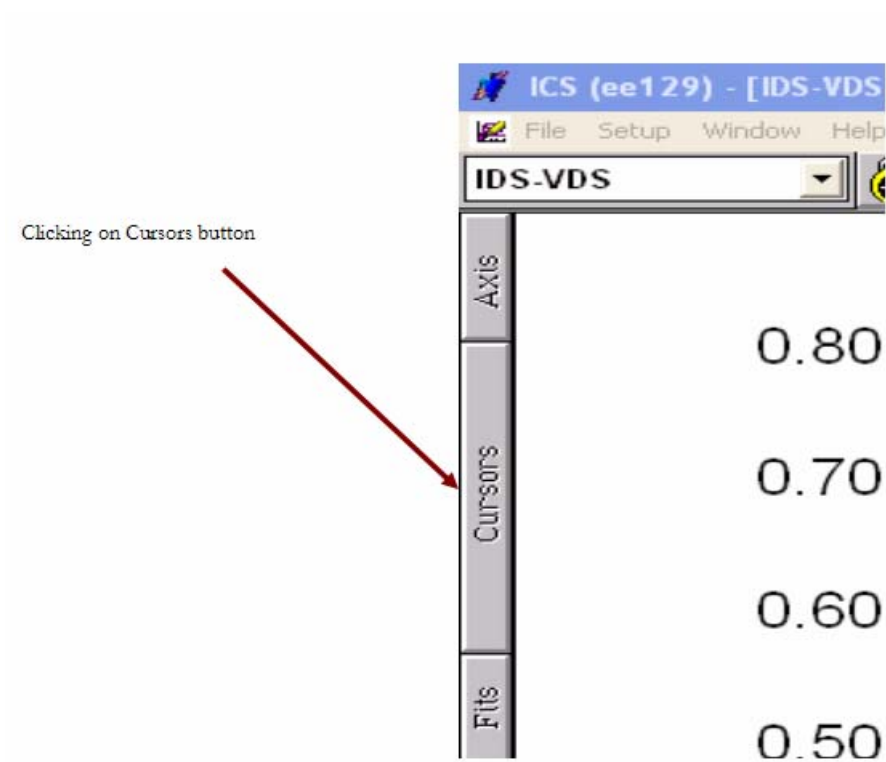 ICS (ee129) - [IDS-VDS
File Setup Window Help
IDS-VDS
Clicking on Cursors button
Axis
0.80
Cursors
0.70
0.60
Fits
0.50